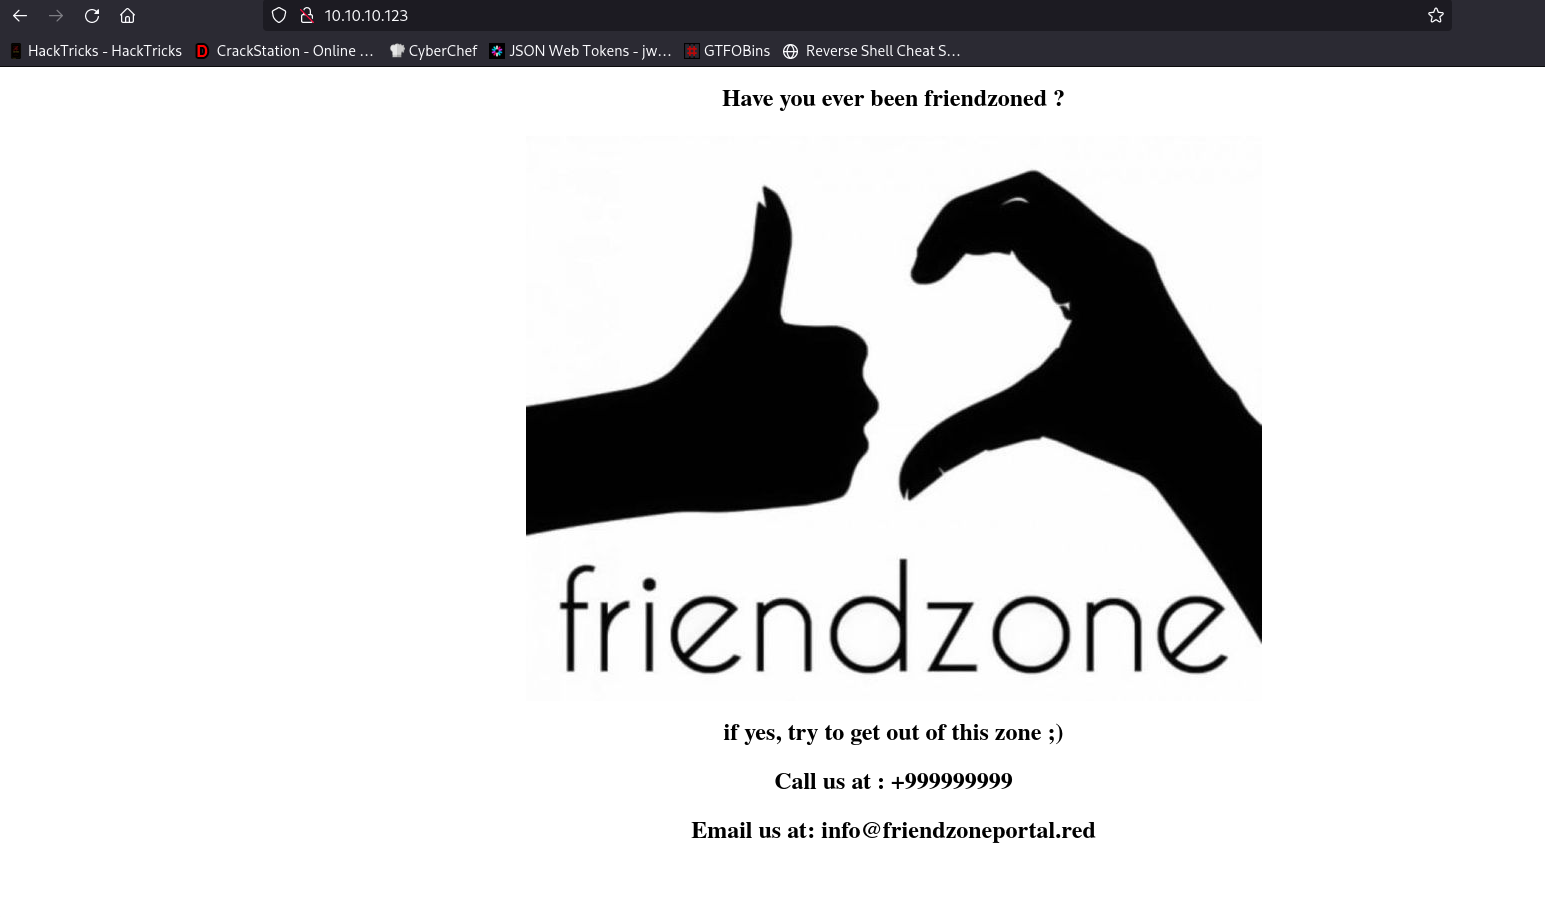 10.10.10.123
HackTricks - HackTricks CrackStation - Online ... CyberChef JSON Web Tokens - jw... GTFOBins Reverse Shell Cheat S...
Have you ever been friendzoned ?
friendzone
if yes, try to get out of this zone ;)
Call us at : +999999999
Email us at: info@friendzoneportal.red